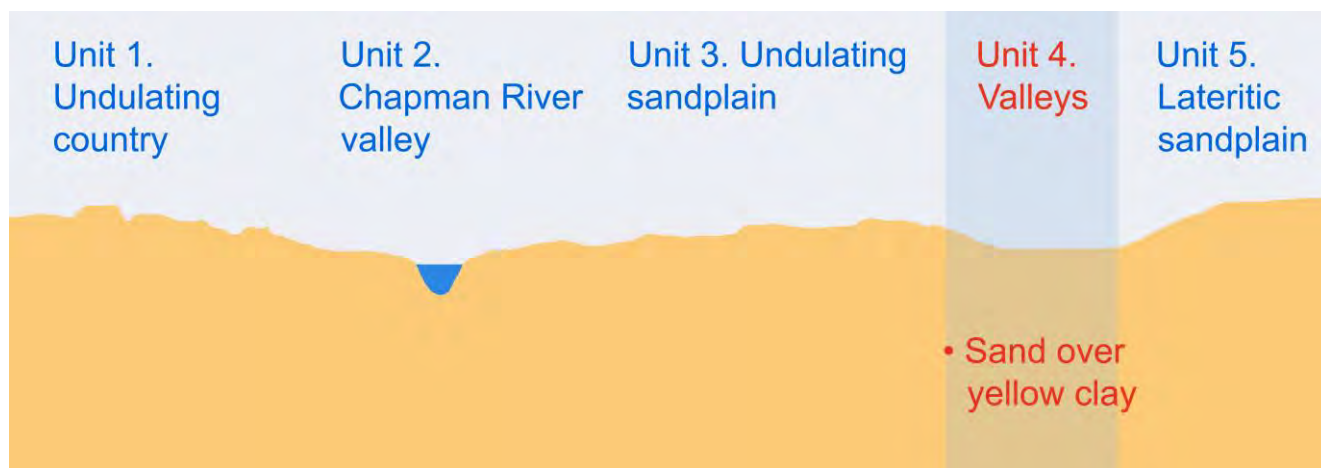 Unit 1.
Undulating
country
Unit 2.
Chapman River
valley
Unit 3. Undulating
sandplain
Unit 4.
Valleys
Unit 5.
Lateritic
sandplain
• Sand over
yellow clay